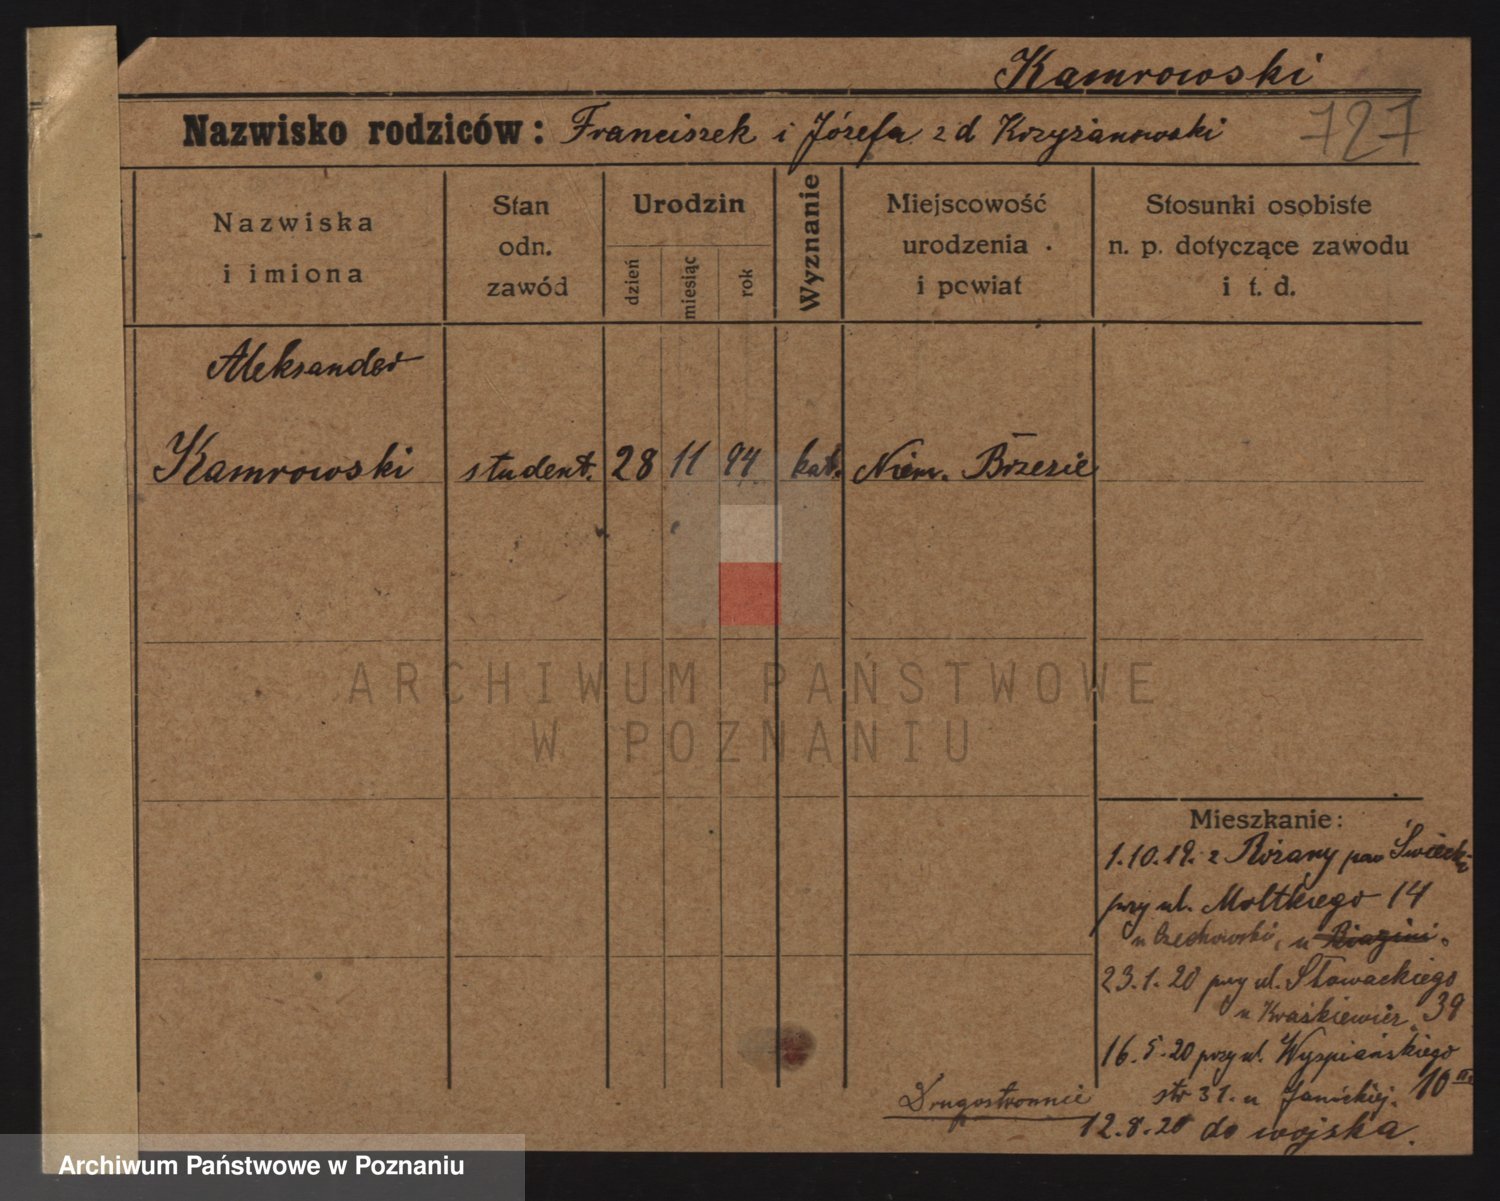 Kamrowski
727
Nazwisko rodziców: Franciszek i Józefa z d Krzyżanowski
Nazwiska
i imiona
Stan
odn.
zawód
Urodzin
dzień
miesiąc
rok
Wyznanie
Miejscowość
urodzenia
i powiat
Stosunki osobiste
n. p. dotyczące zawodu
i t. d.
Aleksander
Kamrowski student. 28 11 94 kat. Niem. Brzezie
ARCHIWUM PAŃSTWOWE
W POZNANIU
Mieszkanie:
1.10.19. z pow
przy ul. Moltkiego 14
u Czechowski, u
23.1.20 przy ul. Słowackiego
u 39
16.5.20 przy ul. Wyspiańskiego
10
str 31. u Janickiej.
Drugostronnie
12.8.20 do wojska.
Archiwum Państwowe w Poznaniu